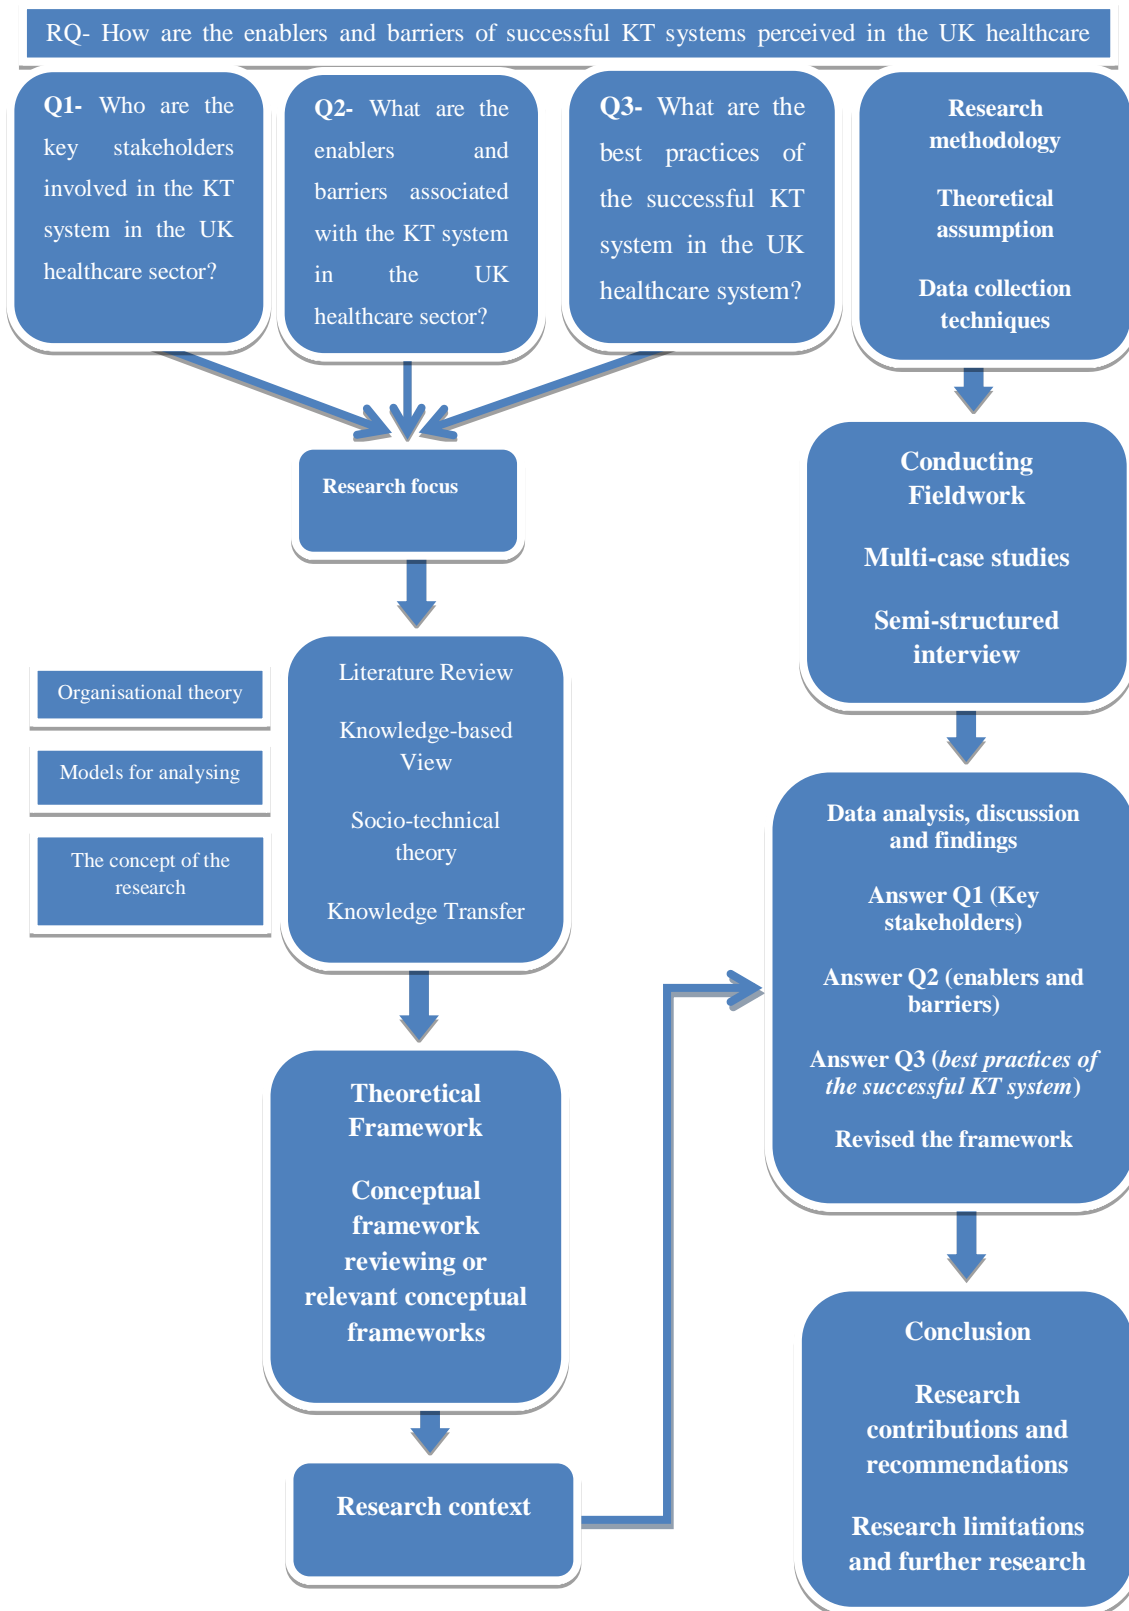 RQ- How are the enablers and barriers of successful KT systems perceived in the UK healthcare
Q1- Who are the
key stakeholders
involved in the KT
system in the UK
healthcare sector?
Q2- What are the
enablers and
barriers associated
with the KT system
in the UK
healthcare sector?
Q3- What are the
best practices of
the successful KT
system in the UK
healthcare system?
Research
methodology
Theoretical
assumption
Data collection
techniques
Research focus
Conducting
Fieldwork
Multi-case studies
Semi-structured
interview
Organisational theory
Models for analysing
The concept of the
research
Literature Review
Knowledge-based
View
Socio-technical
theory
Knowledge Transfer
Data analysis, discussion
and findings
Answer Q1 (Key
stakeholders)
Answer Q2 (enablers and
barriers)
Answer Q3 (best practices of
the successful KT system)
Revised the framework
Theoretical
Framework
Conceptual
framework
reviewing or
relevant conceptual
frameworks
Research context
Conclusion
Research
contributions and
recommendations
Research limitations
and further research